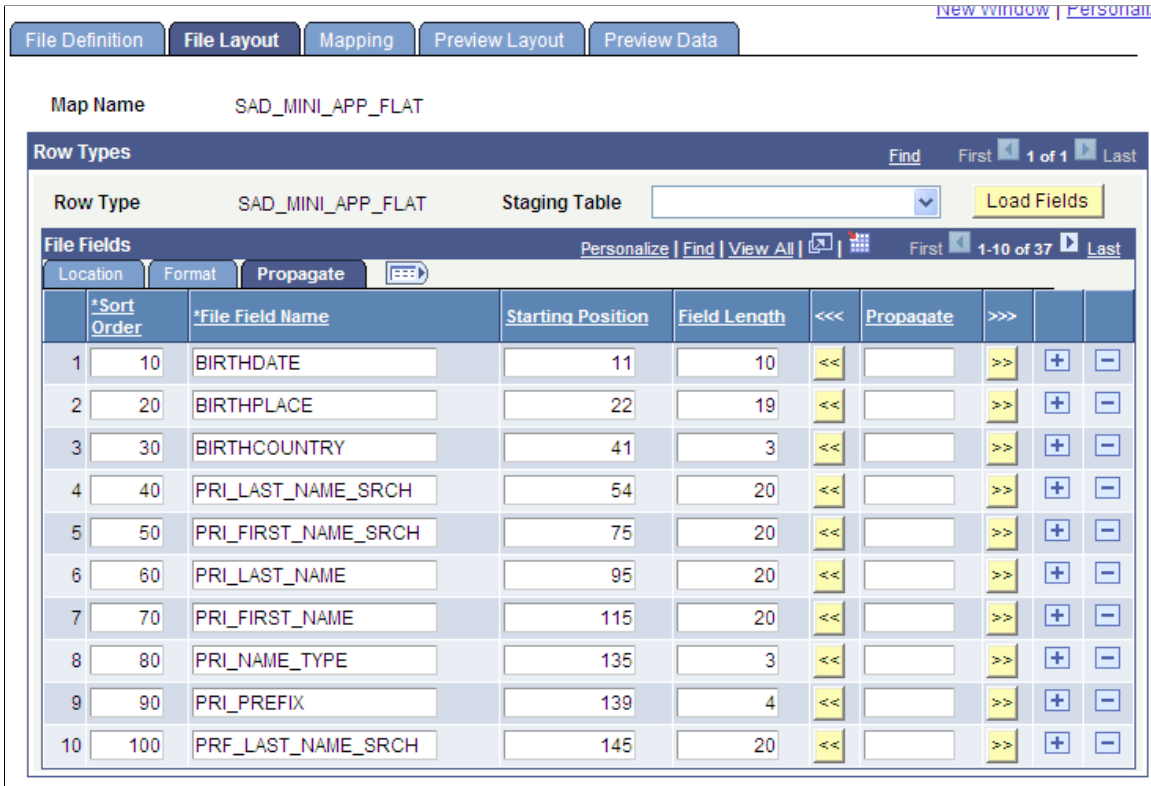 New Window | Personali
File Definition File Layout Mapping Preview Layout Preview Data
Map Name SAD_MINI_APP_FLAT
Row Types Find First 1 of 1 Last
Row Type SAD_MINI_APP_FLAT Staging Table Load Fields
File Fields Personalize | Find | View All | | First 1-10 of 37 Last
Location Format Propagate
*Sort Order *File Field Name Starting Position Field Length <<< Propagate >>>
1 10 BIRTHDATE 11 10 << >> + −
2 20 BIRTHPLACE 22 19 << >> + −
3 30 BIRTHCOUNTRY 41 3 << >> + −
4 40 PRI_LAST_NAME_SRCH 54 20 << >> + −
5 50 PRI_FIRST_NAME_SRCH 75 20 << >> + −
6 60 PRI_LAST_NAME 95 20 << >> + −
7 70 PRI_FIRST_NAME 115 20 << >> + −
8 80 PRI_NAME_TYPE 135 3 << >> + −
9 90 PRI_PREFIX 139 4 << >> + −
10 100 PRF_LAST_NAME_SRCH 145 20 << >> + −